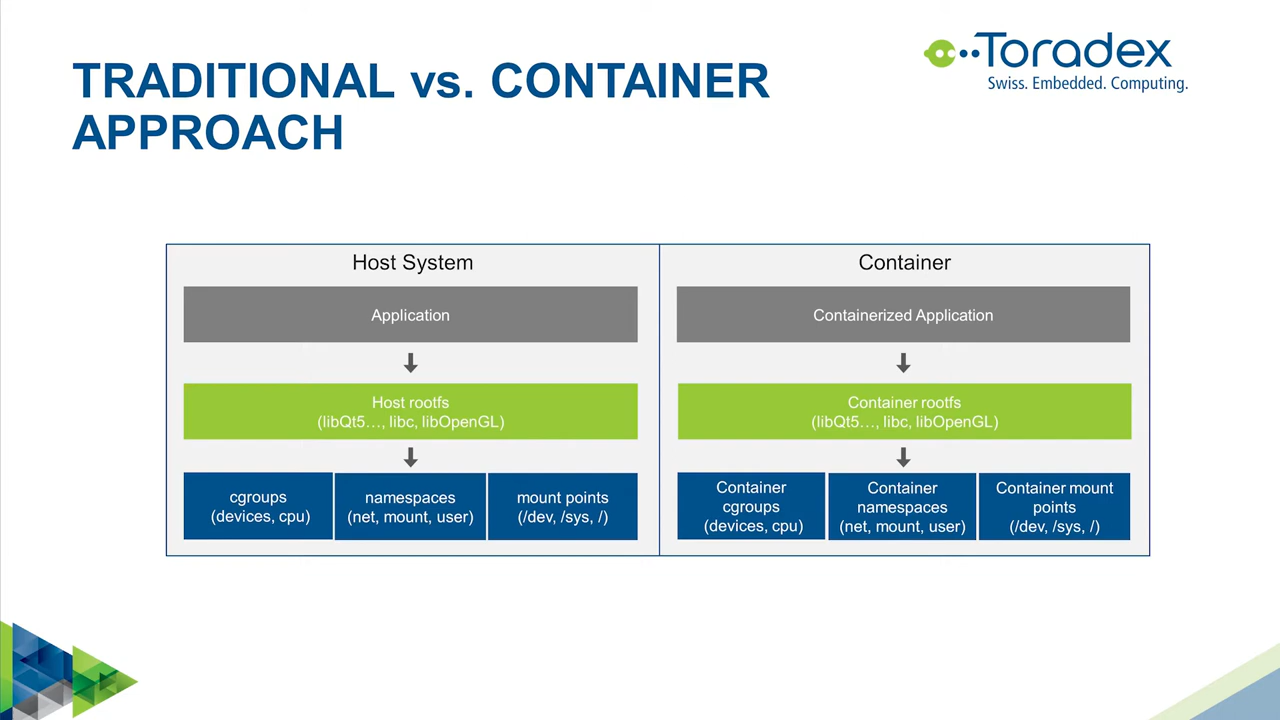 TRADITIONAL vs. CONTAINER
APPROACH
Toradex
Swiss. Embedded. Computing.
Host System
Application
Host rootfs
(libQt5…, libc, libOpenGL)
cgroups
(devices, cpu)
namespaces
(net, mount, user)
mount points
(/dev, /sys, /)
Container
Containerized Application
Container rootfs
(libQt5…, libc, libOpenGL)
Container
cgroups
(devices, cpu)
Container
namespaces
(net, mount, user)
Container mount
points
(/dev, /sys, /)